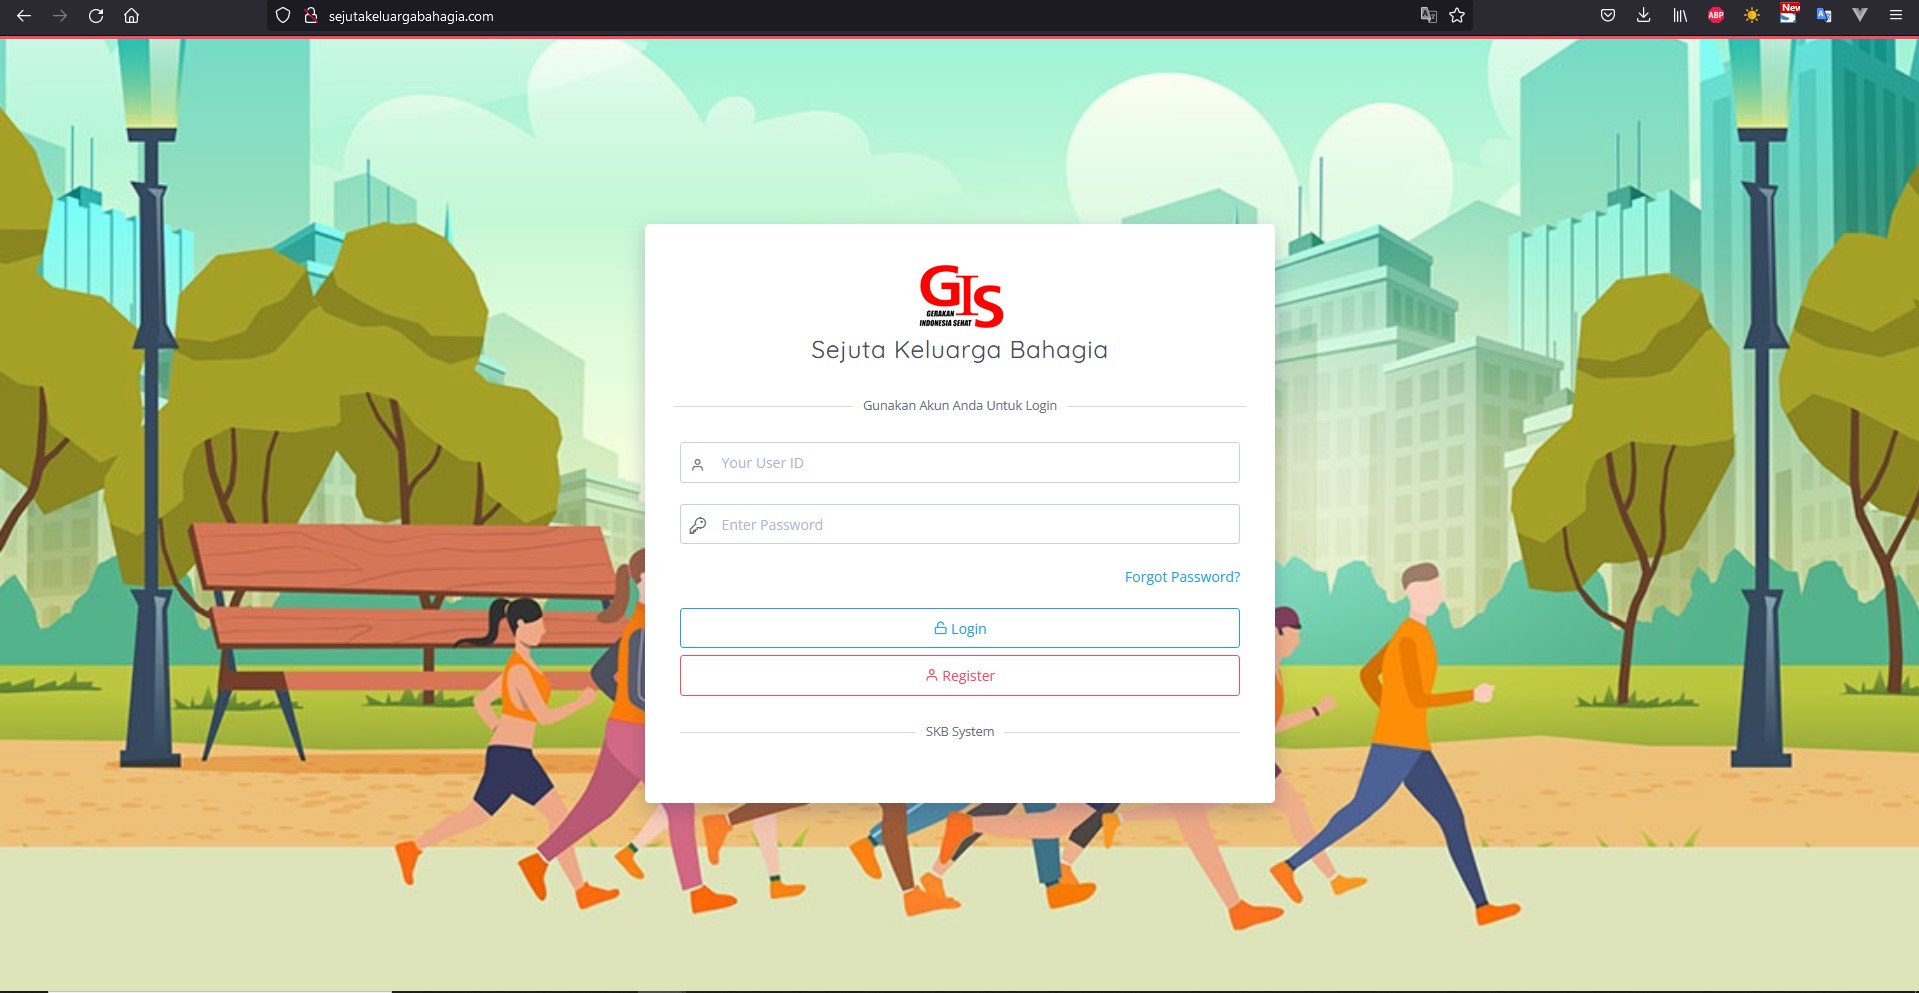 sejutakeluargabahagia.com
ABP
New
GIS
GERAKAN
INDONESIA SEHAT
Sejuta Keluarga Bahagia
Gunakan Akun Anda Untuk Login
Your User ID
Enter Password
Forgot Password?
Login
Register
SKB System